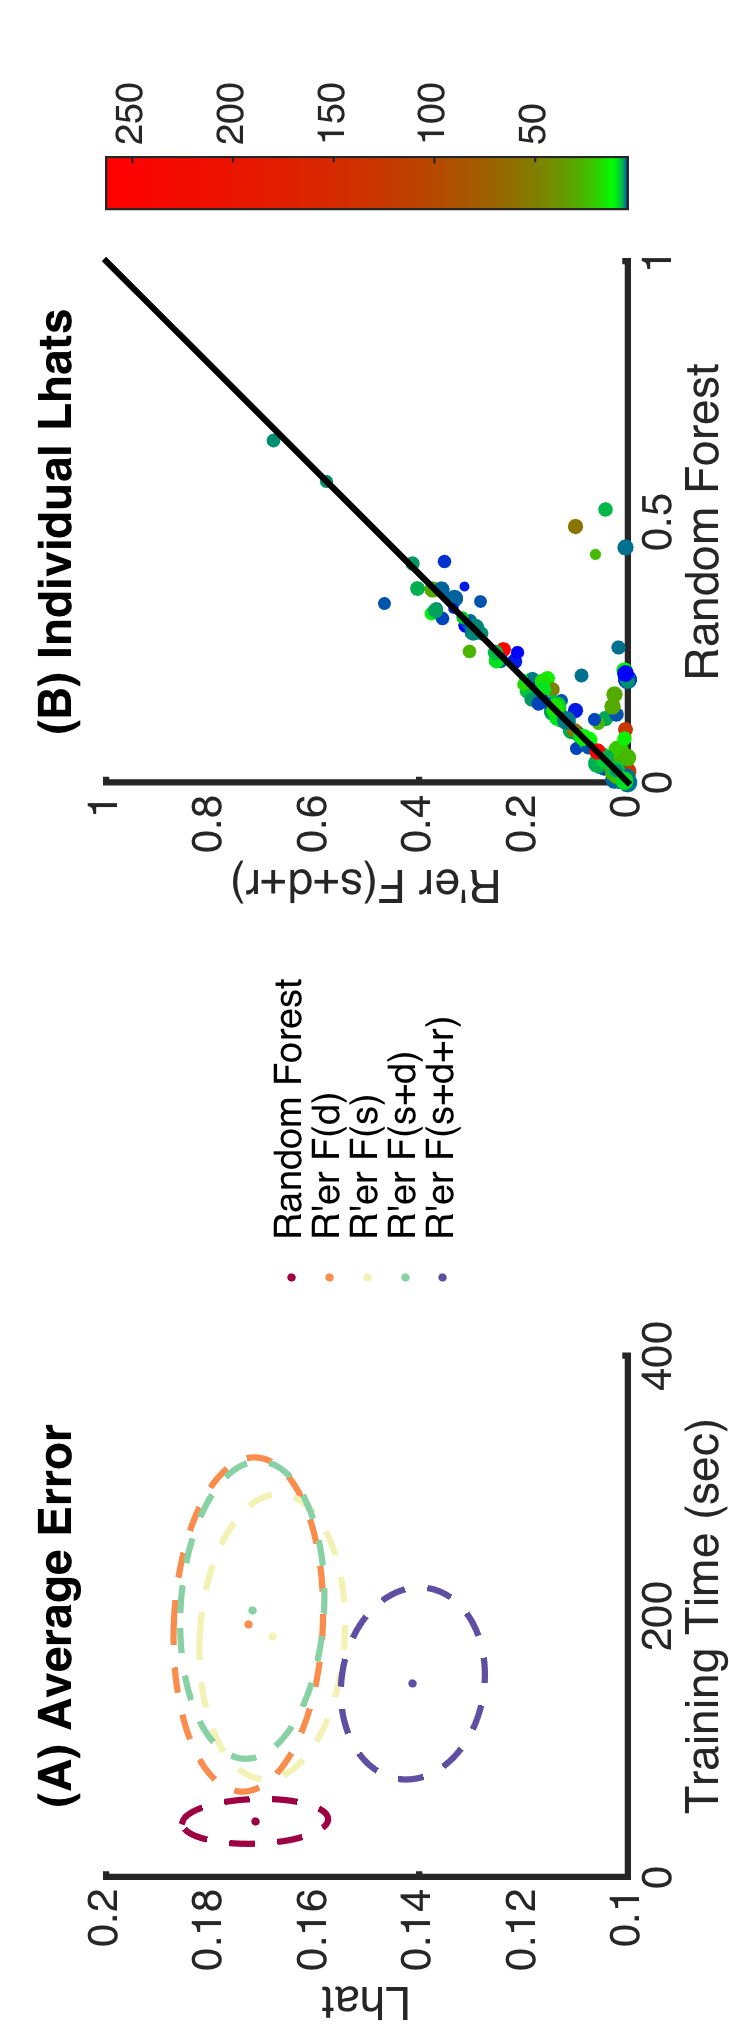 (A) Average Error
Lhat
0.2
0.18
0.16
0.14
0.12
0.1
0
200
400
Training Time (sec)
Random Forest
R'er F(d)
R'er F(s)
R'er F(s+d)
R'er F(s+d+r)
(B) Individual Lhats
R'er F(s+d+r)
1
0.8
0.6
0.4
0.2
0
0
0.5
1
Random Forest
250
200
150
100
50